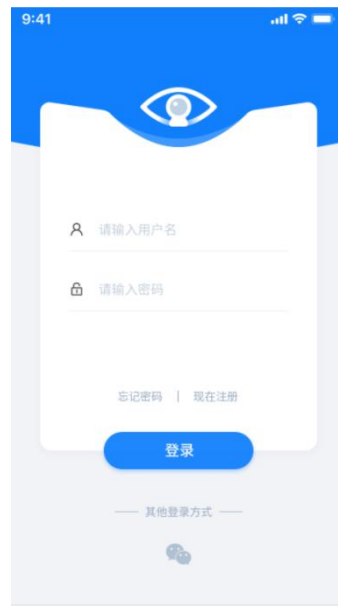 9:41
请输入用户名
请输入密码
忘记密码 | 现在注册
登录
其他登录方式